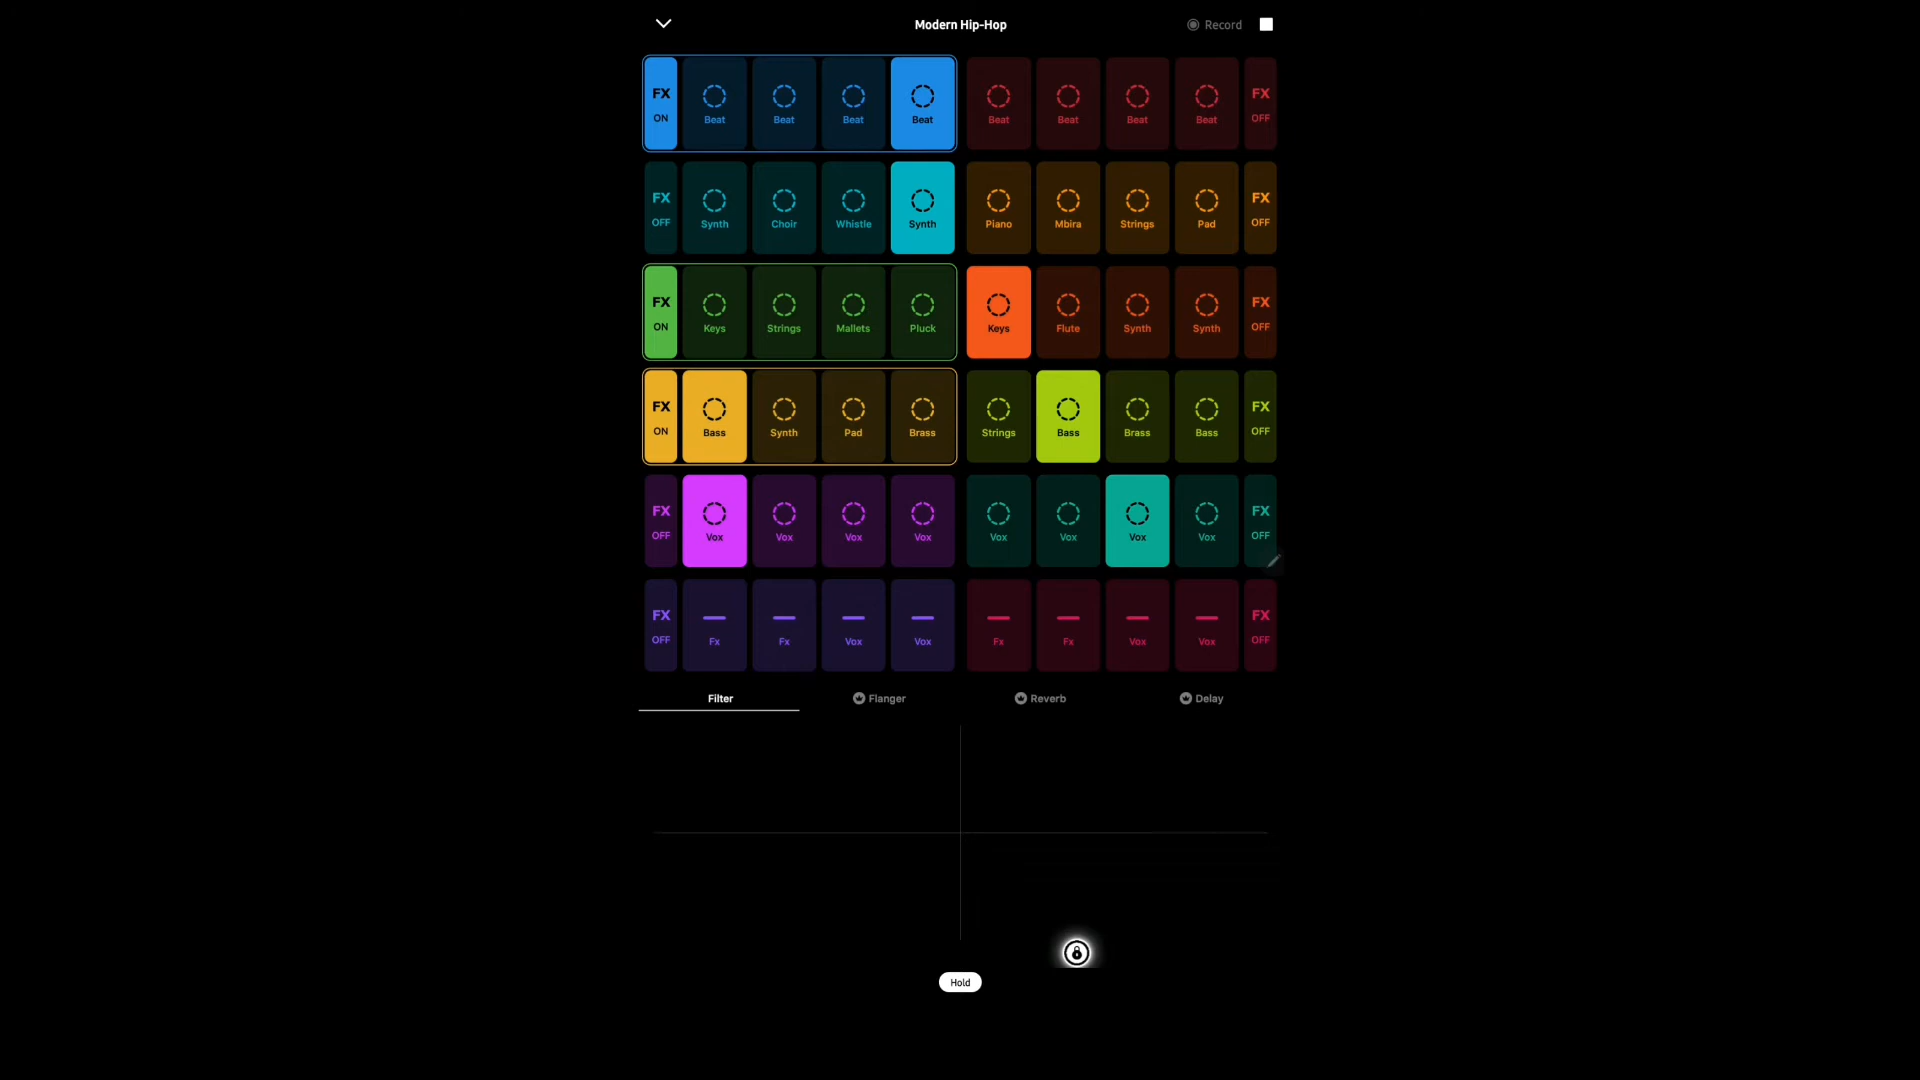 Modern Hip-Hop Record
FX Beat Beat Beat Beat Beat Beat Beat Beat FX
ON OFF
FX Synth Choir Whistle Synth Piano Mbira Strings Pad FX
OFF OFF
FX Keys Strings Mallets Pluck Keys Flute Synth Synth FX
ON OFF
FX Bass Synth Pad Brass Strings Bass Brass Bass FX
ON OFF
FX Vox Vox Vox Vox Vox Vox Vox Vox FX
OFF OFF
FX Fx Fx Vox Vox Fx Fx Vox Vox FX
OFF OFF
Filter Flanger Reverb Delay
Hold